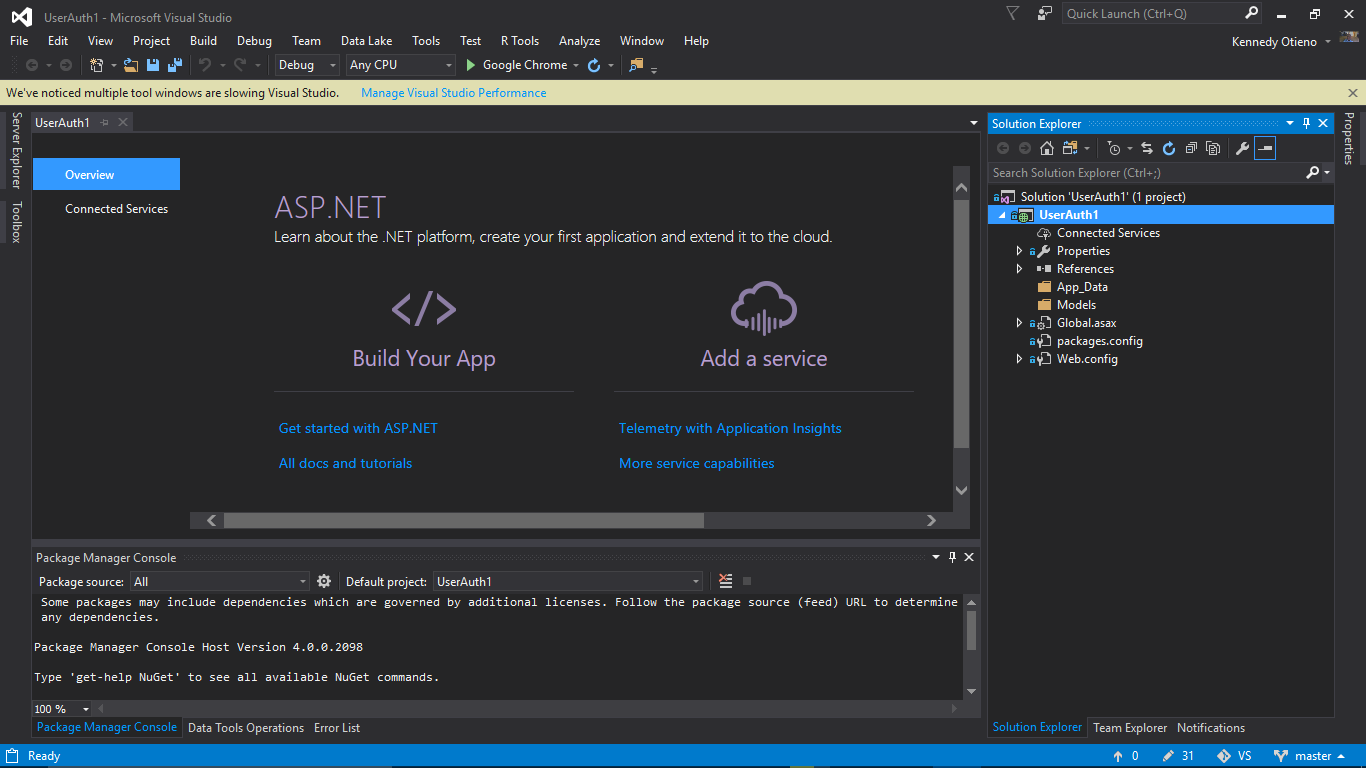 UserAuth1 - Microsoft Visual Studio
Quick Launch (Ctrl+Q)
File Edit View Project Build Debug Team Data Lake Tools Test R Tools Analyze Window Help
Kennedy Otieno
Debug Any CPU Google Chrome
We've noticed multiple tool windows are slowing Visual Studio. Manage Visual Studio Performance
Server Explorer
Toolbox
UserAuth1
Overview
Connected Services
ASP.NET
Learn about the .NET platform, create your first application and extend it to the cloud.
Build Your App
Add a service
Get started with ASP.NET
Telemetry with Application Insights
All docs and tutorials
More service capabilities
Package Manager Console
Package source: All Default project: UserAuth1
Some packages may include dependencies which are governed by additional licenses. Follow the package source (feed) URL to determine
any dependencies.
Package Manager Console Host Version 4.0.0.2098
Type 'get-help NuGet' to see all available NuGet commands.
100 %
Package Manager Console Data Tools Operations Error List
Solution Explorer
Search Solution Explorer (Ctrl+;)
Solution 'UserAuth1' (1 project)
UserAuth1
Connected Services
Properties
References
App_Data
Models
Global.asax
packages.config
Web.config
Solution Explorer Team Explorer Notifications
Properties
Ready
0 31 VS master